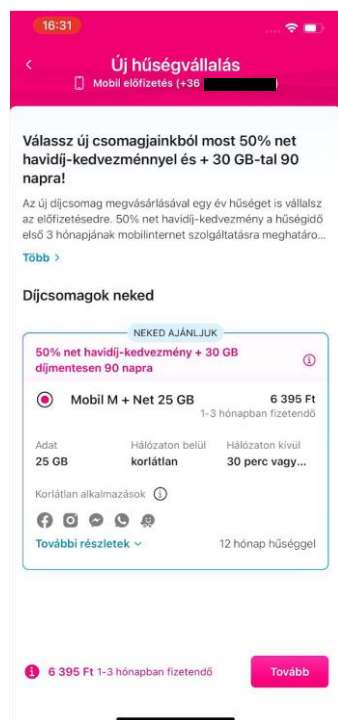 16:31
Új hűségvállalás
Mobil előfizetés (+36 )
Válassz új csomagjainkból most 50% net
havidíj-kedvezménnyel és + 30 GB-tal 90
napra!
Az új díjcsomag megvásárlásával egy év hűséget is vállalsz
az előfizetésedre. 50% net havidíj-kedvezmény a hűségidő
első 3 hónapjának mobilinternet szolgáltatásra meghatáro...
Több >
Díjcsomagok neked
NEKED AJÁNLJUK
50% net havidíj-kedvezmény + 30 GB
díjmentesen 90 napra
Mobil M + Net 25 GB 6 395 Ft
1-3 hónapban fizetendő
Adat Hálózaton belül Hálózaton kívül
25 GB korlátlan 30 perc vagy...
Korlátlan alkalmazások
További részletek 12 hónap hűséggel
6 395 Ft 1-3 hónapban fizetendő Tovább